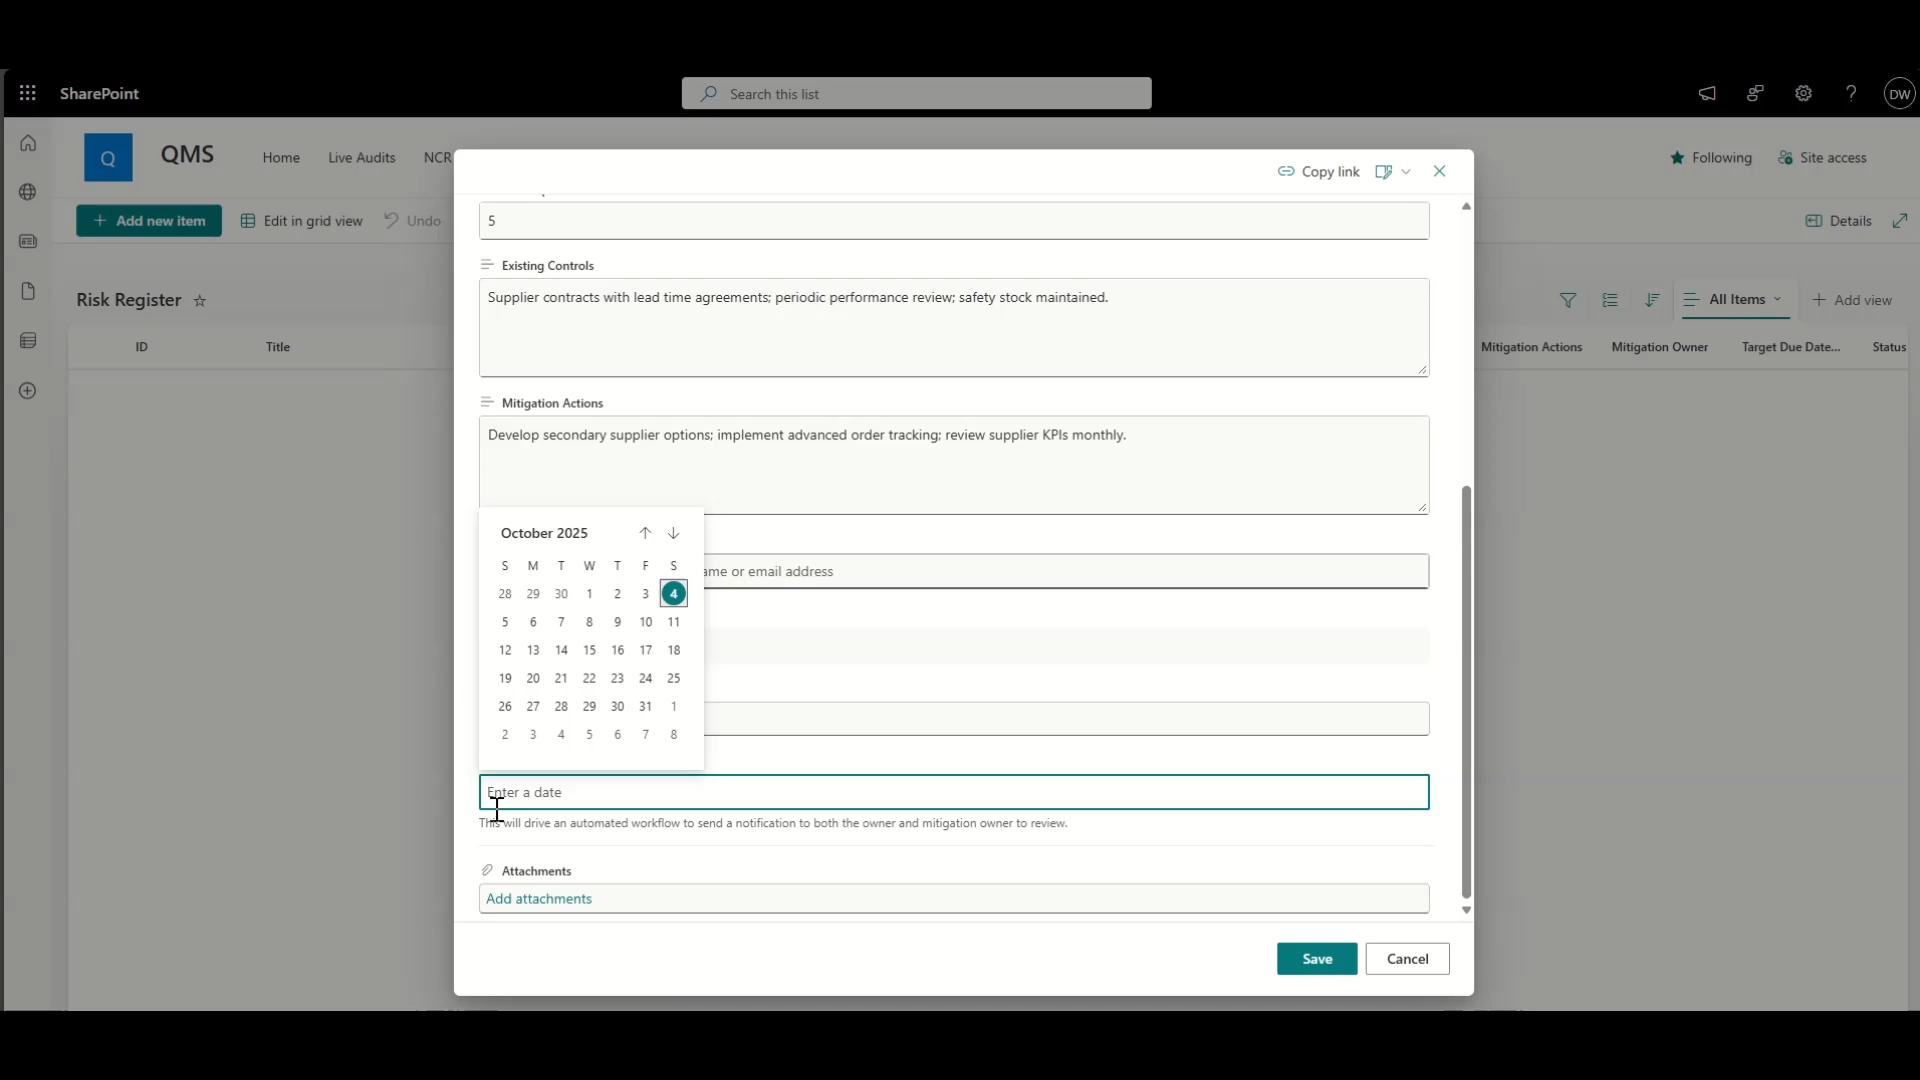 SharePoint
Search this list
DW
Q
QMS
Home
Live Audits
NCR
Following
Site access
Copy link
Add new item
Edit in grid view
Undo
Details
5
Existing Controls
Supplier contracts with lead time agreements; periodic performance review; safety stock maintained.
Risk Register
All Items
Add view
ID
Title
Mitigation Actions
Mitigation Owner
Target Due Date...
Status
Mitigation Actions
Develop secondary supplier options; implement advanced order tracking; review supplier KPIs monthly.
October 2025
S M T W T F S
28 29 30 1 2 3 4
5 6 7 8 9 10 11
12 13 14 15 16 17 18
19 20 21 22 23 24 25
26 27 28 29 30 31 1
2 3 4 5 6 7 8
ame or email address
Enter a date
This will drive an automated workflow to send a notification to both the owner and mitigation owner to review.
Attachments
Add attachments
Save
Cancel